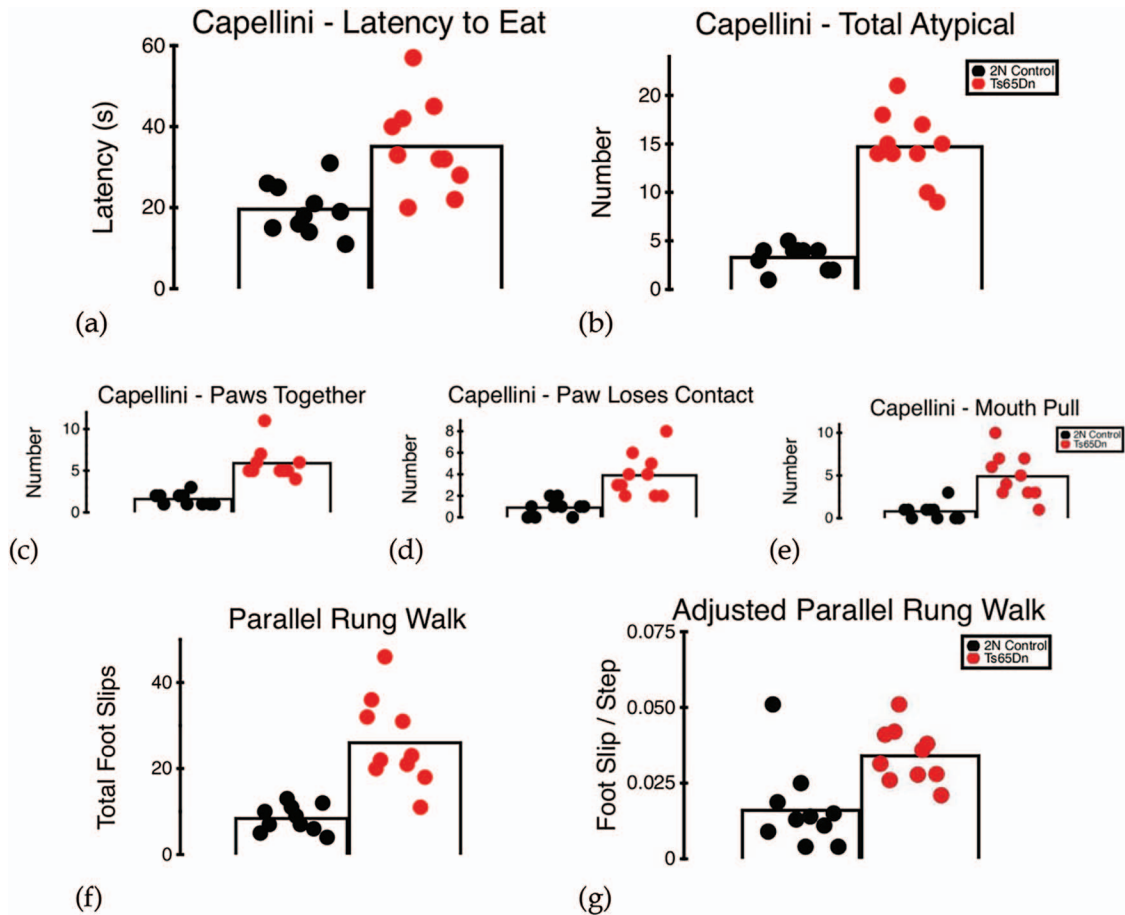 Capellini - Latency to Eat
Latency (s)
60
40
20
0
(a)
Capellini - Total Atypical
Number
20
15
10
5
0
2N Control
Ts65Dn
(b)
Capellini - Paws Together
Number
10
5
0
(c)
Capellini - Paw Loses Contact
Number
8
6
4
2
0
(d)
Capellini - Mouth Pull
Number
10
5
0
2N Control
Ts65Dn
(e)
Parallel Rung Walk
Total Foot Slips
40
20
0
(f)
Adjusted Parallel Rung Walk
Foot Slip / Step
0.075
0.050
0.025
0
2N Control
Ts65Dn
(g)